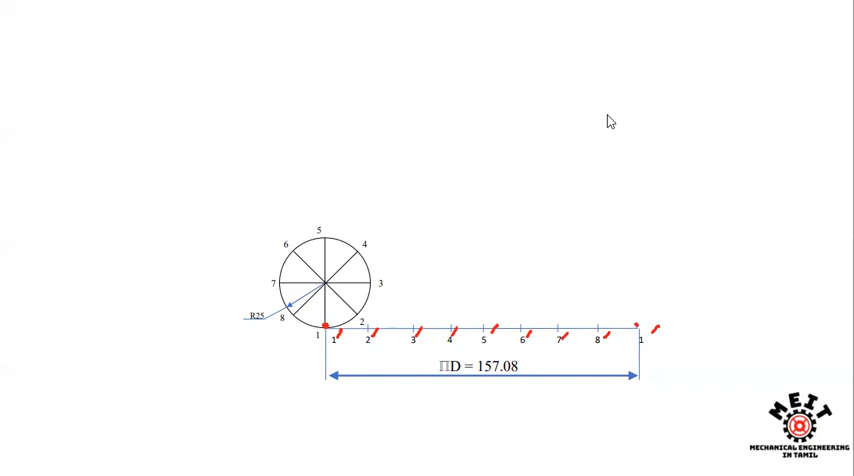 5
6
4
7
3
R25
8
2
1
1 2 3 4 5 6 7 8 1
ΠD = 157.08
MEIT
MECHANICAL ENGINEERING
IN TAMIL